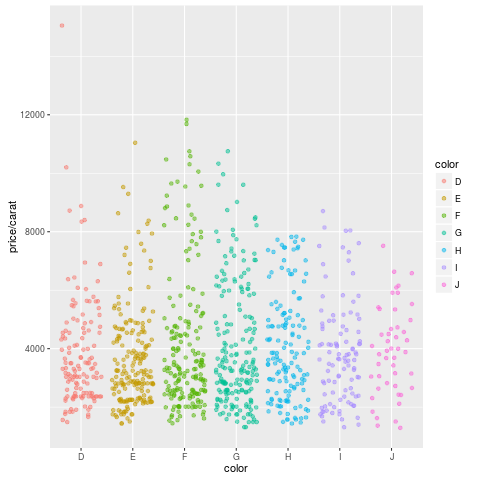 12000
8000
4000
price/carat
D E F G H I J
color
color
D
E
F
G
H
I
J